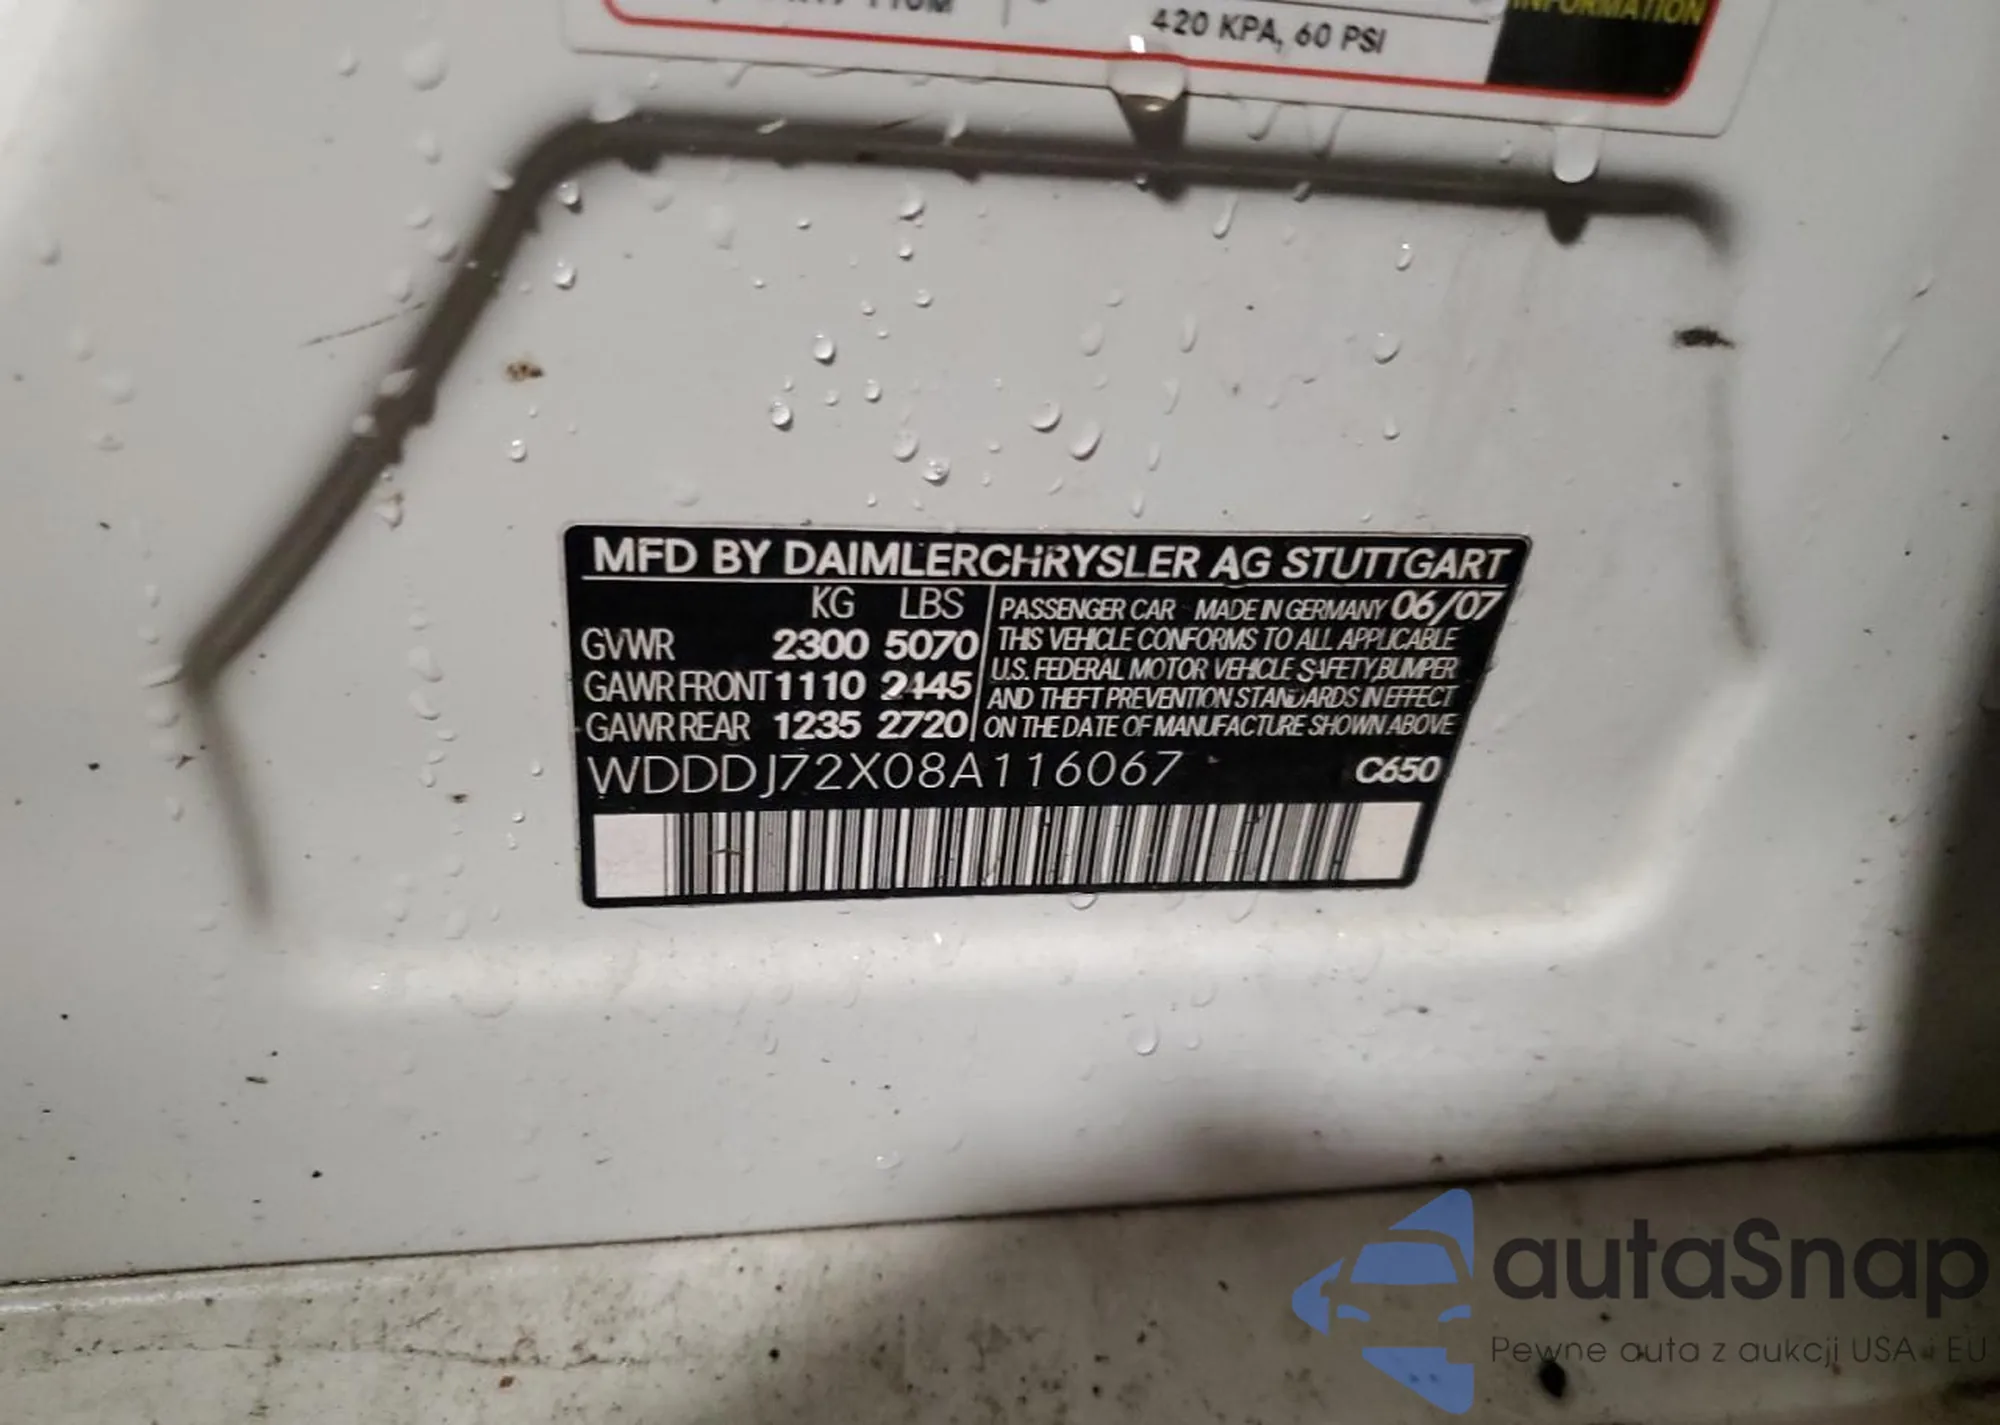 110M
420 KPA, 60 PSI
INFORMATION
MFD BY DAIMLERCHRYSLER AG STUTTGART
KG LBS
GVWR 2300 5070
GAWR FRONT 1110 2445
GAWR REAR 1235 2720
PASSENGER CAR MADE IN GERMANY 06/07
THIS VEHICLE CONFORMS TO ALL APPLICABLE
U.S. FEDERAL MOTOR VEHICLE SAFETY, BUMPER
AND THEFT PREVENTION STANDARDS IN EFFECT
ON THE DATE OF MANUFACTURE SHOWN ABOVE
WDDDJ72X08A116067 C650
autaSnap
Pewne auta z aukcji USA i EU